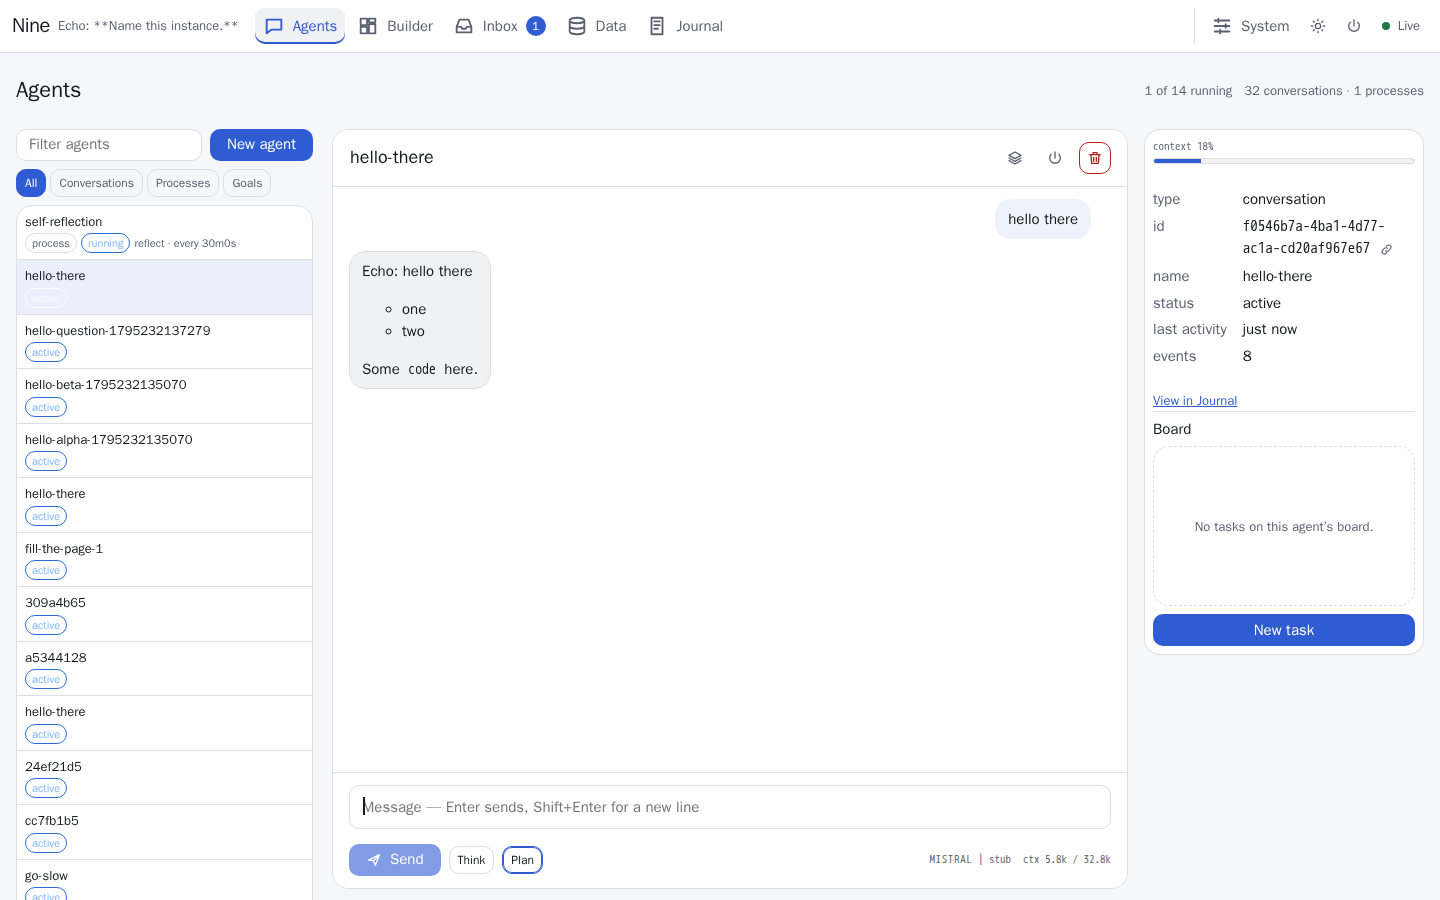 Nine Echo: **Name this instance.** Agents Builder Inbox 1 Data Journal System Live
Agents
1 of 14 running 32 conversations · 1 processes
Filter agents New agent
All Conversations Processes Goals
self-reflection
process running reflect · every 30m0s
hello-there
active
hello-question-1795232137279
active
hello-beta-1795232135070
active
hello-alpha-1795232135070
active
hello-there
active
fill-the-page-1
active
309a4b65
active
a5344128
active
hello-there
active
24ef21d5
active
cc7fb1b5
active
go-slow
active
hello-there
hello there
Echo: hello there
one
two
Some code here.
Message — Enter sends, Shift+Enter for a new line
Send Think Plan MISTRAL | stub ctx 5.8k / 32.8k
context 18%
type conversation
id f0546b7a-4ba1-4d77-
ac1a-cd20af967e67
name hello-there
status active
last activity just now
events 8
View in Journal
Board
No tasks on this agent's board.
New task